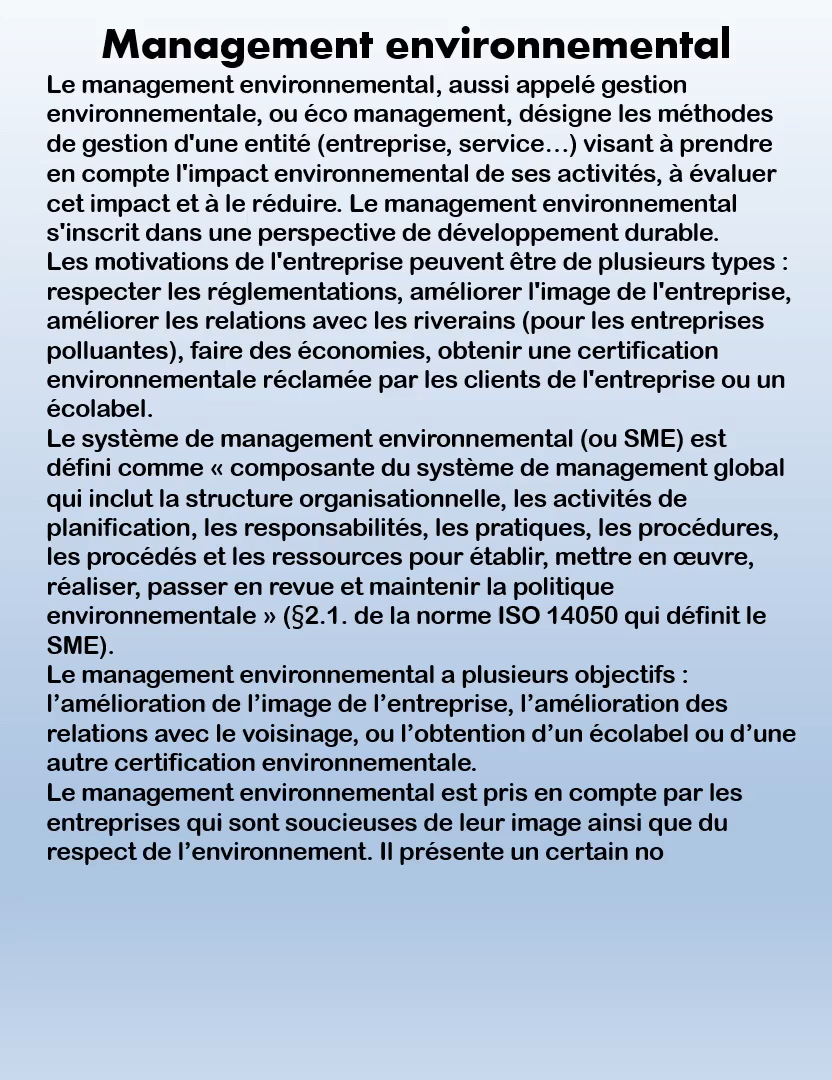 Management environnemental
Le management environnemental, aussi appelé gestion
environnementale, ou éco management, désigne les méthodes
de gestion d'une entité (entreprise, service…) visant à prendre
en compte l'impact environnemental de ses activités, à évaluer
cet impact et à le réduire. Le management environnemental
s'inscrit dans une perspective de développement durable.
Les motivations de l'entreprise peuvent être de plusieurs types :
respecter les réglementations, améliorer l'image de l'entreprise,
améliorer les relations avec les riverains (pour les entreprises
polluantes), faire des économies, obtenir une certification
environnementale réclamée par les clients de l'entreprise ou un
écolabel.
Le système de management environnemental (ou SME) est
défini comme « composante du système de management global
qui inclut la structure organisationnelle, les activités de
planification, les responsabilités, les pratiques, les procédures,
les procédés et les ressources pour établir, mettre en œuvre,
réaliser, passer en revue et maintenir la politique
environnementale » (§2.1. de la norme ISO 14050 qui définit le
SME).
Le management environnemental a plusieurs objectifs :
l’amélioration de l’image de l’entreprise, l’amélioration des
relations avec le voisinage, ou l’obtention d’un écolabel ou d’une
autre certification environnementale.
Le management environnemental est pris en compte par les
entreprises qui sont soucieuses de leur image ainsi que du
respect de l’environnement. Il présente un certain no